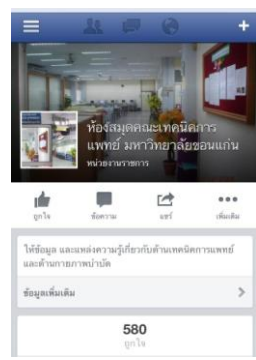 ห้องสมุดคณะเทคนิคการ
แพทย์ มหาวิทยาลัยขอนแก่น
หน่วยงานราชการ
ถูกใจ ข้อความ แชร์ เพิ่มเติม
ให้ข้อมูล และแหล่งความรู้เกี่ยวกับด้านเทคนิคการแพทย์
และด้านกายภาพบำบัด
ข้อมูลเพิ่มเติม
580
ถูกใจ